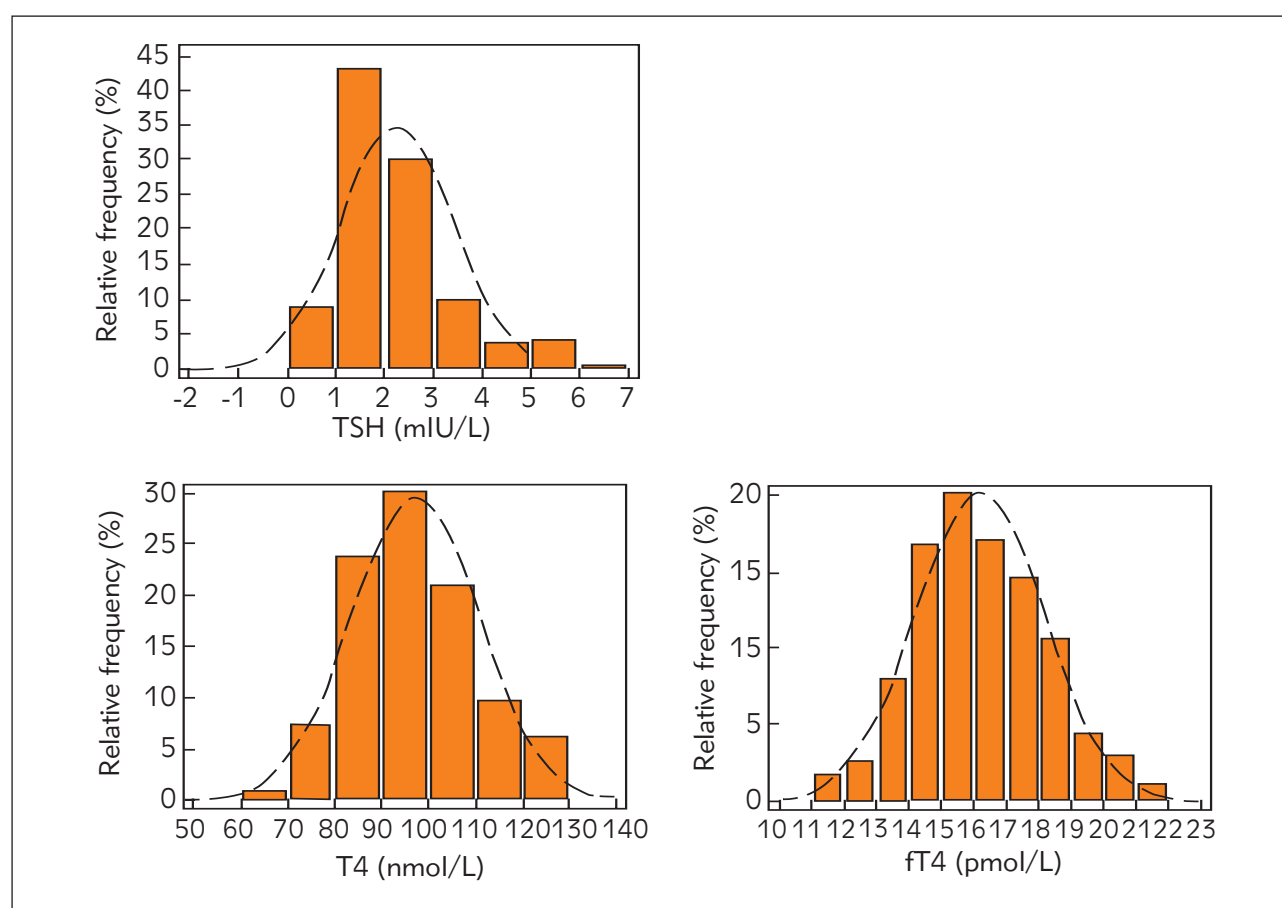 Relative frequency (%)
45
40
35
30
25
20
15
10
5
0
-2 -1 0 1 2 3 4 5 6 7
TSH (mIU/L)
Relative frequency (%)
30
25
20
15
10
5
0
50 60 70 80 90 100 110 120 130 140
T4 (nmol/L)
Relative frequency (%)
20
15
15
5
0
10 11 12 13 14 15 16 17 18 19 20 21 22 23
fT4 (pmol/L)